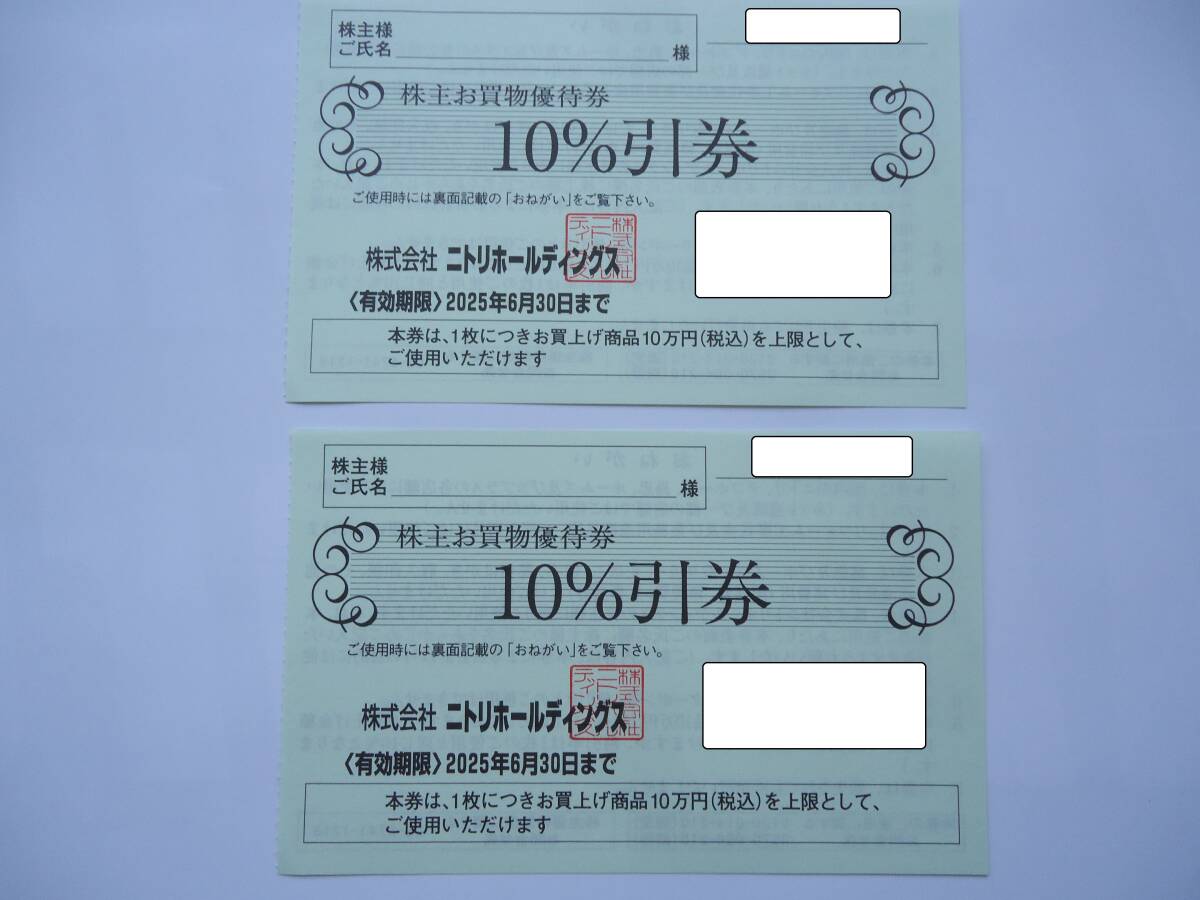 株主様
ご氏名 様
株主お買物優待券
10%引券
ご使用時には裏面記載の「おねがい」をご覧下さい。
株式会社 ニトリホールディングス
〈有効期限〉2025年6月30日まで
本券は、1枚につきお買上げ商品10万円(税込)を上限として、
ご使用いただけます
株主様
ご氏名 様
株主お買物優待券
10%引券
ご使用時には裏面記載の「おねがい」をご覧下さい。
株式会社 ニトリホールディングス
〈有効期限〉2025年6月30日まで
本券は、1枚につきお買上げ商品10万円(税込)を上限として、
ご使用いただけます